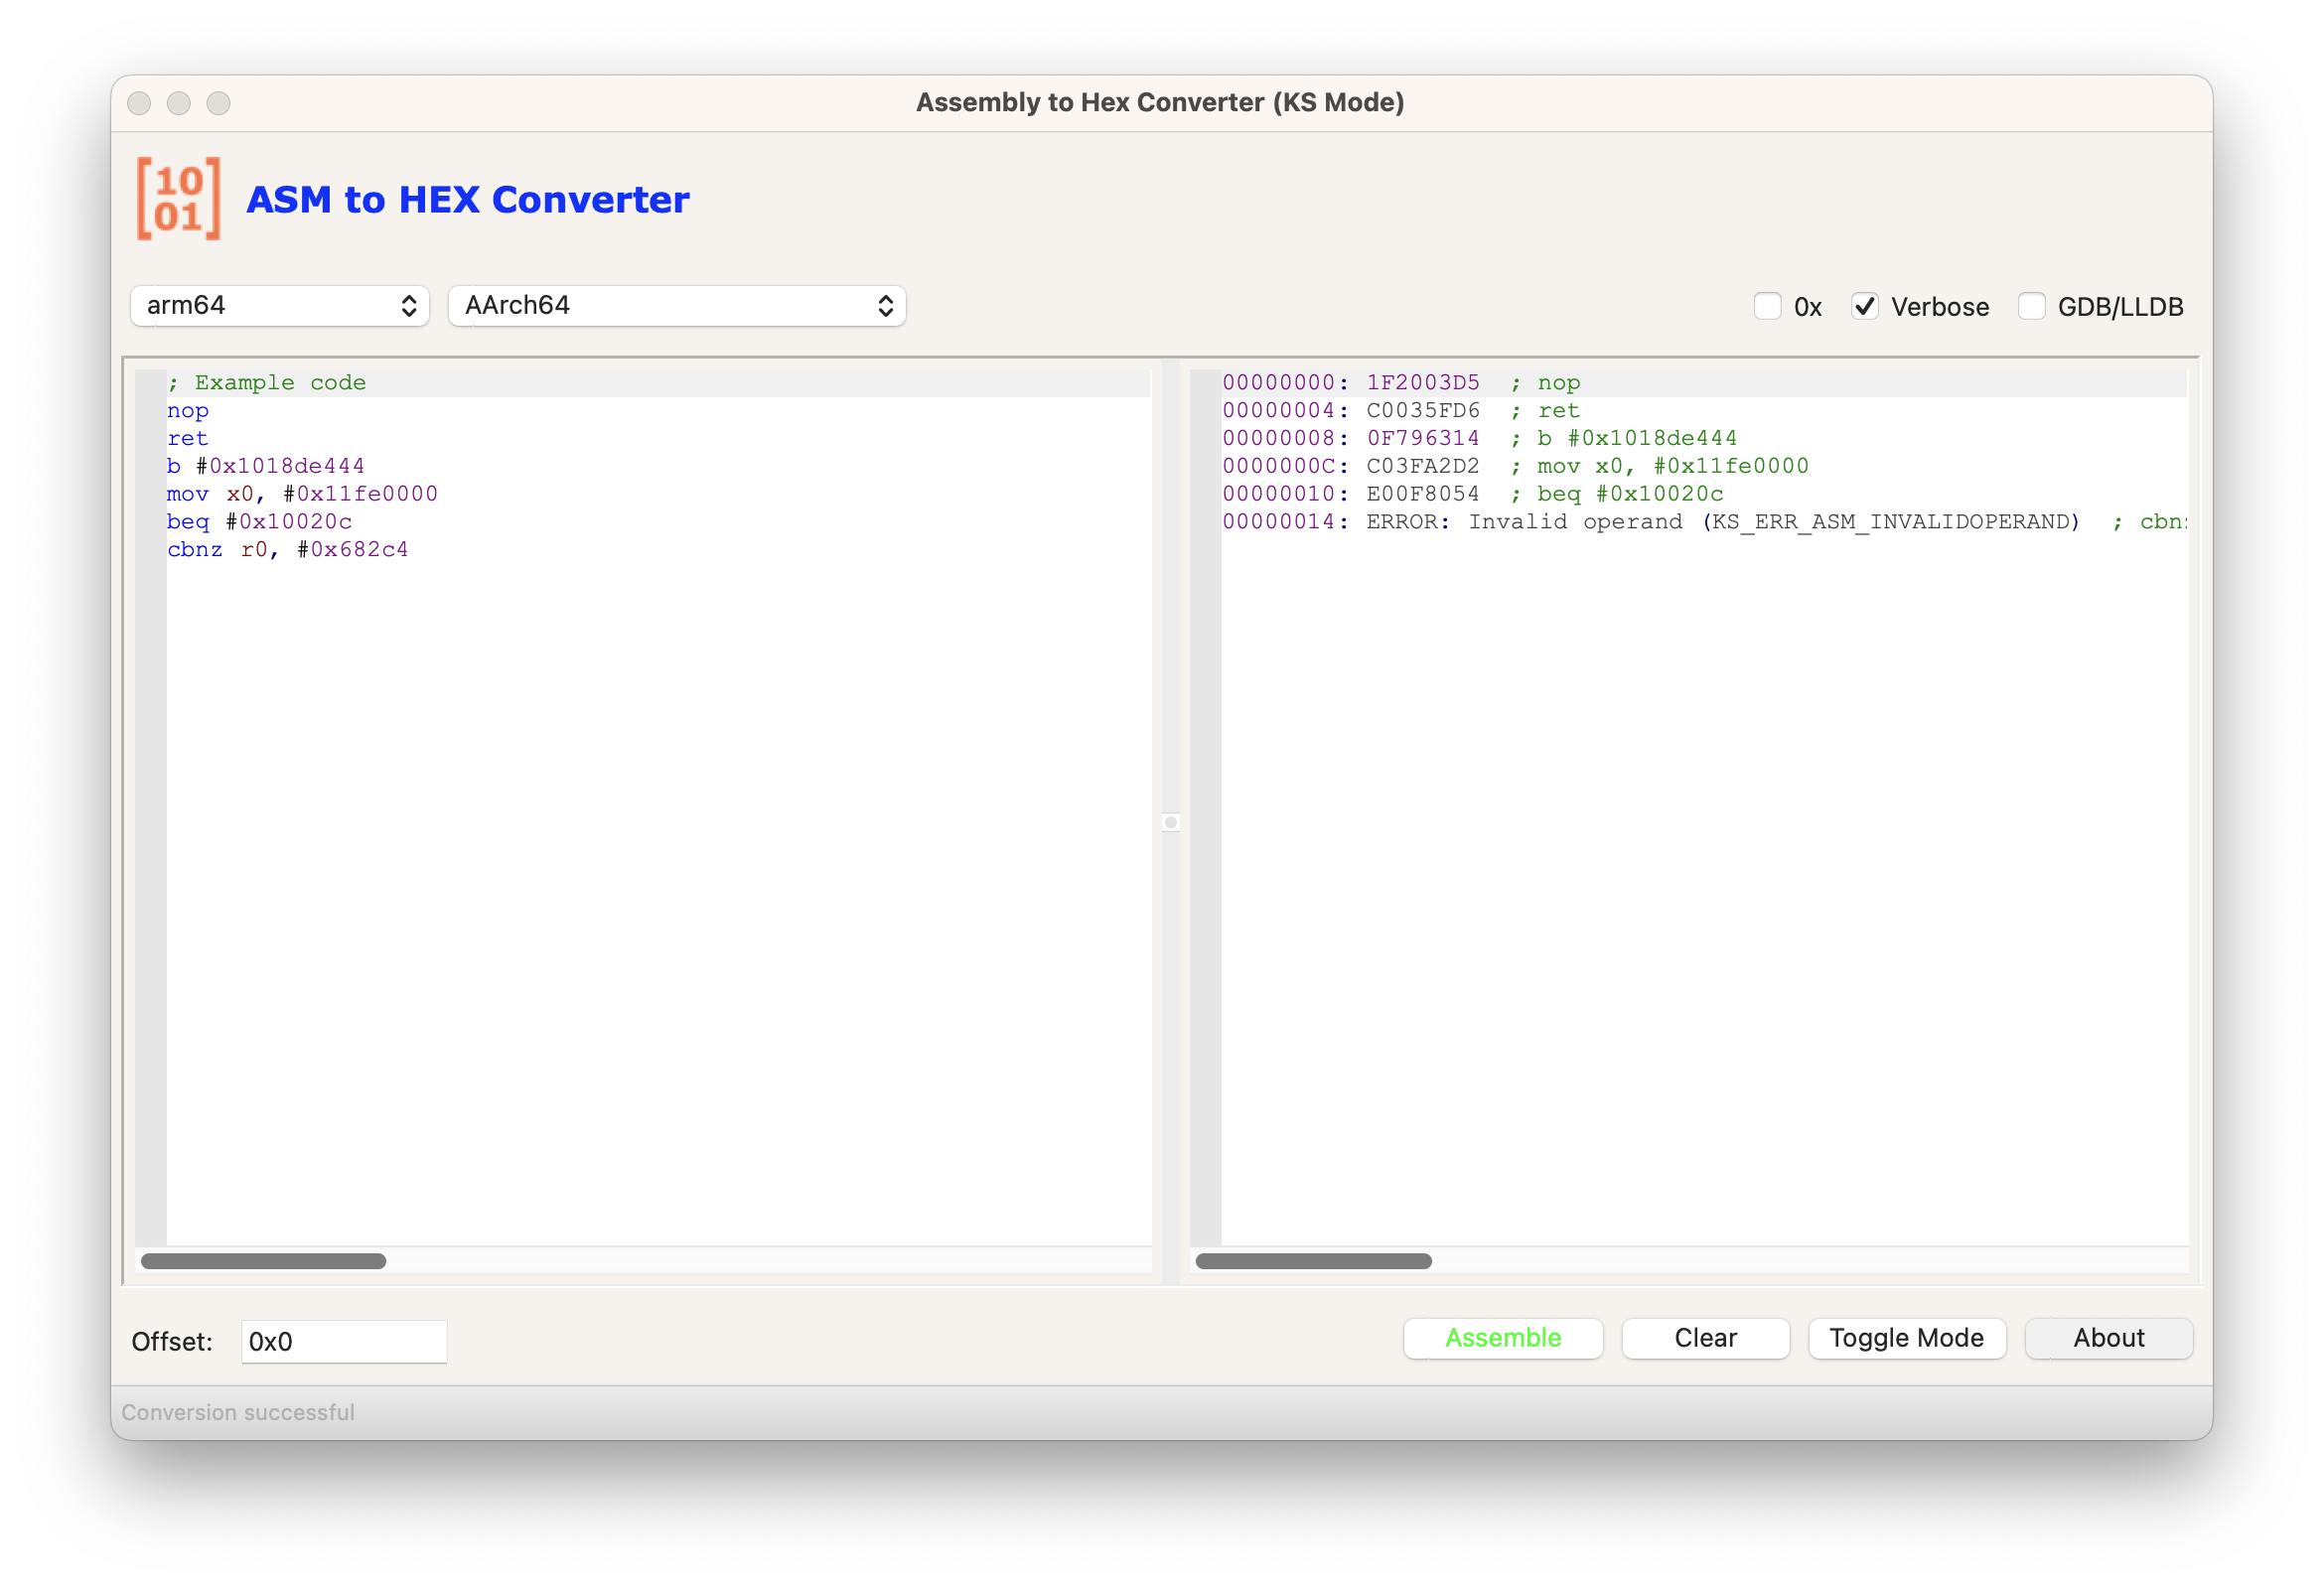 Assembly to Hex Converter (KS Mode)
10
01
ASM to HEX Converter
arm64 AArch64 0x Verbose GDB/LLDB
; Example code
nop
ret
b #0x1018de444
mov x0, #0x11fe0000
beq #0x10020c
cbnz r0, #0x682c4
00000000: 1F2003D5 ; nop
00000004: C0035FD6 ; ret
00000008: 0F796314 ; b #0x1018de444
0000000C: C03FA2D2 ; mov x0, #0x11fe0000
00000010: E00F8054 ; beq #0x10020c
00000014: ERROR: Invalid operand (KS_ERR_ASM_INVALIDOPERAND) ; cbn
Offset: 0x0 Assemble Clear Toggle Mode About
Conversion successful